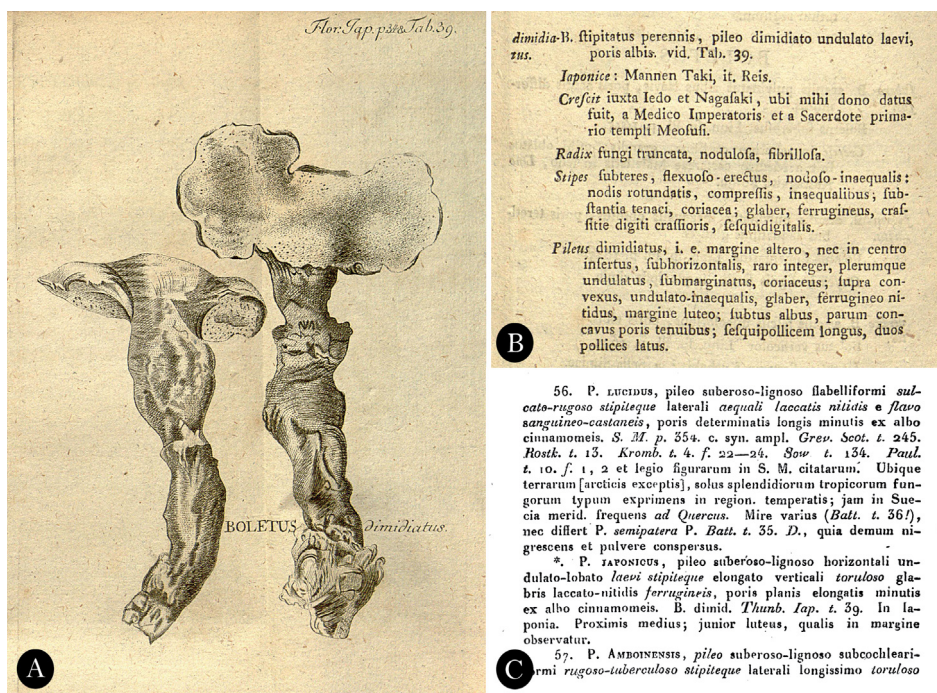 Flor. Jap. p. 348 Tab. 39.
BOLETUS dimidiatus.
A
dimidia- B. ſtipitatus perennis, pileo dimidiato undulato laevi,
tus. poris albis. vid. Tab. 39.
Iaponice: Mannen Taki, it. Reis.
Creſcit iuxta Iedo et Nagaſaki, ubi mihi dono datus
fuit, a Medico Imperatoris et a Sacerdote prima-
rio templi Meoſuſi.
Radix fungi truncata, noduloſa, fibrilloſa.
Stipes ſubteres, flexuoſo-erectus, nodoſo-inaequalis:
nodis rotundatis, compreſſis, inaequalibus; ſub-
ſtantia tenaci, coriacea; glaber, ferrugineus, craſ-
ſitie digiti craſſioris, ſeſquidigitalis.
Pileus dimidiatus, i. e. margine altero, nec in centro
inſertus, ſubhorizontalis, raro integer, plerumque
undulatus, ſubmarginatus, coriaceus; ſupra con-
vexus, undulato-inaequalis, glaber, ferrugineo ni-
tidus, margine luteo; ſubtus albus, parum con-
cavus poris tenuibus; ſeſquipollicem longus, duos
pollices latus.
B
56. P. LUCIDUS, pileo suberoso-lignoso flabelliformi sul-
cato-rugoso stipiteque laterali aequali laccatis nitidis e flavo
sanguineo-castaneis, poris determinatis longis minutis ex albo
cinnamomeis. S. M. p. 354. c. syn. ampl. Grev. Scot. t. 245.
Rostk. t. 13. Kromb. t. 4. f. 22—24. Sow t. 134. Paul.
t. 10. f. 1, 2 et legio figurarum in S. M. citatarum. Ubique
terrarum [arcticis exceptis], solus splendidiorum tropicorum fun-
gorum typum exprimens in region. temperatis; jam in Sue-
cia merid. frequens ad Quercus. Mire varius (Batt. t. 36!),
nec differt P. semipatera P. Batt. t. 35. D., quia demum ni-
grescens et pulvere conspersus.
*. P. JAPONICUS, pileo suberoso-lignoso horizontali un-
dulato-lobato laevi stipiteque elongato verticali toruloso gla-
bris laccato-nitidis ferrugineis, poris planis elongatis minutis
ex albo cinnamomeis. B. dimid. Thunb. Iap. t. 39. In Ia-
ponia. Proximis medius; junior luteus, qualis in margine
observatur.
57. P. AMBOINENSIS, pileo suberoso-lignoso subcochleari-
rmi rugoso-tuberculoso stipiteque laterali longissimo toruloso
C